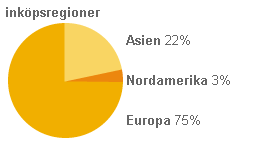 inköpsregioner
Asien 22%
Nordamerika 3%
Europa 75%